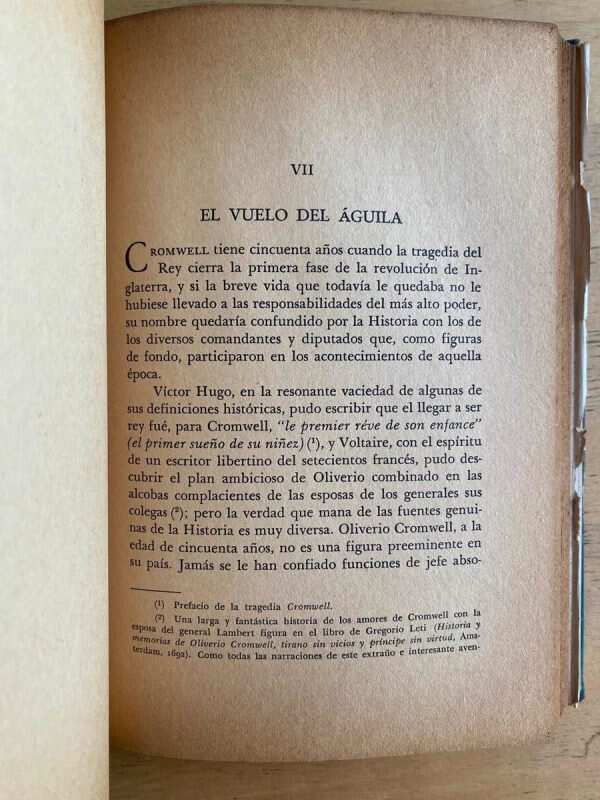 VII
EL VUELO DEL ÁGUILA
CROMWELL tiene cincuenta años cuando la tragedia del
Rey cierra la primera fase de la revolución de In-
glaterra, y si la breve vida que todavía le quedaba no le
hubiese llevado a las responsabilidades del más alto poder,
su nombre quedaría confundido por la Historia con los de
los diversos comandantes y diputados que, como figuras
de fondo, participaron en los acontecimientos de aquella
época.
Víctor Hugo, en la resonante vaciedad de algunas de
sus definiciones históricas, pudo escribir que el llegar a ser
rey fué, para Cromwell, "le premier réve de son enfance"
(el primer sueño de su niñez) (¹), y Voltaire, con el espíritu
de un escritor libertino del setecientos francés, pudo des-
cubrir el plan ambicioso de Oliverio combinado en las
alcobas complacientes de las esposas de los generales sus
colegas (²); pero la verdad que mana de las fuentes genui-
nas de la Historia es muy diversa. Oliverio Cromwell, a la
edad de cincuenta años, no es una figura preeminente en
su país. Jamás se le han confiado funciones de jefe abso-
(¹) Prefacio de la tragedia Cromwell.
(²) Una larga y fantástica historia de los amores de Cromwell con la
esposa del general Lambert figura en el libro de Gregorio Leti (Historia y
memorias de Oliverio Cromwell, tirano sin vicios y príncipe sin virtud, Ams-
terdam, 1692). Como todas las narraciones de este extraño e interesante aven-